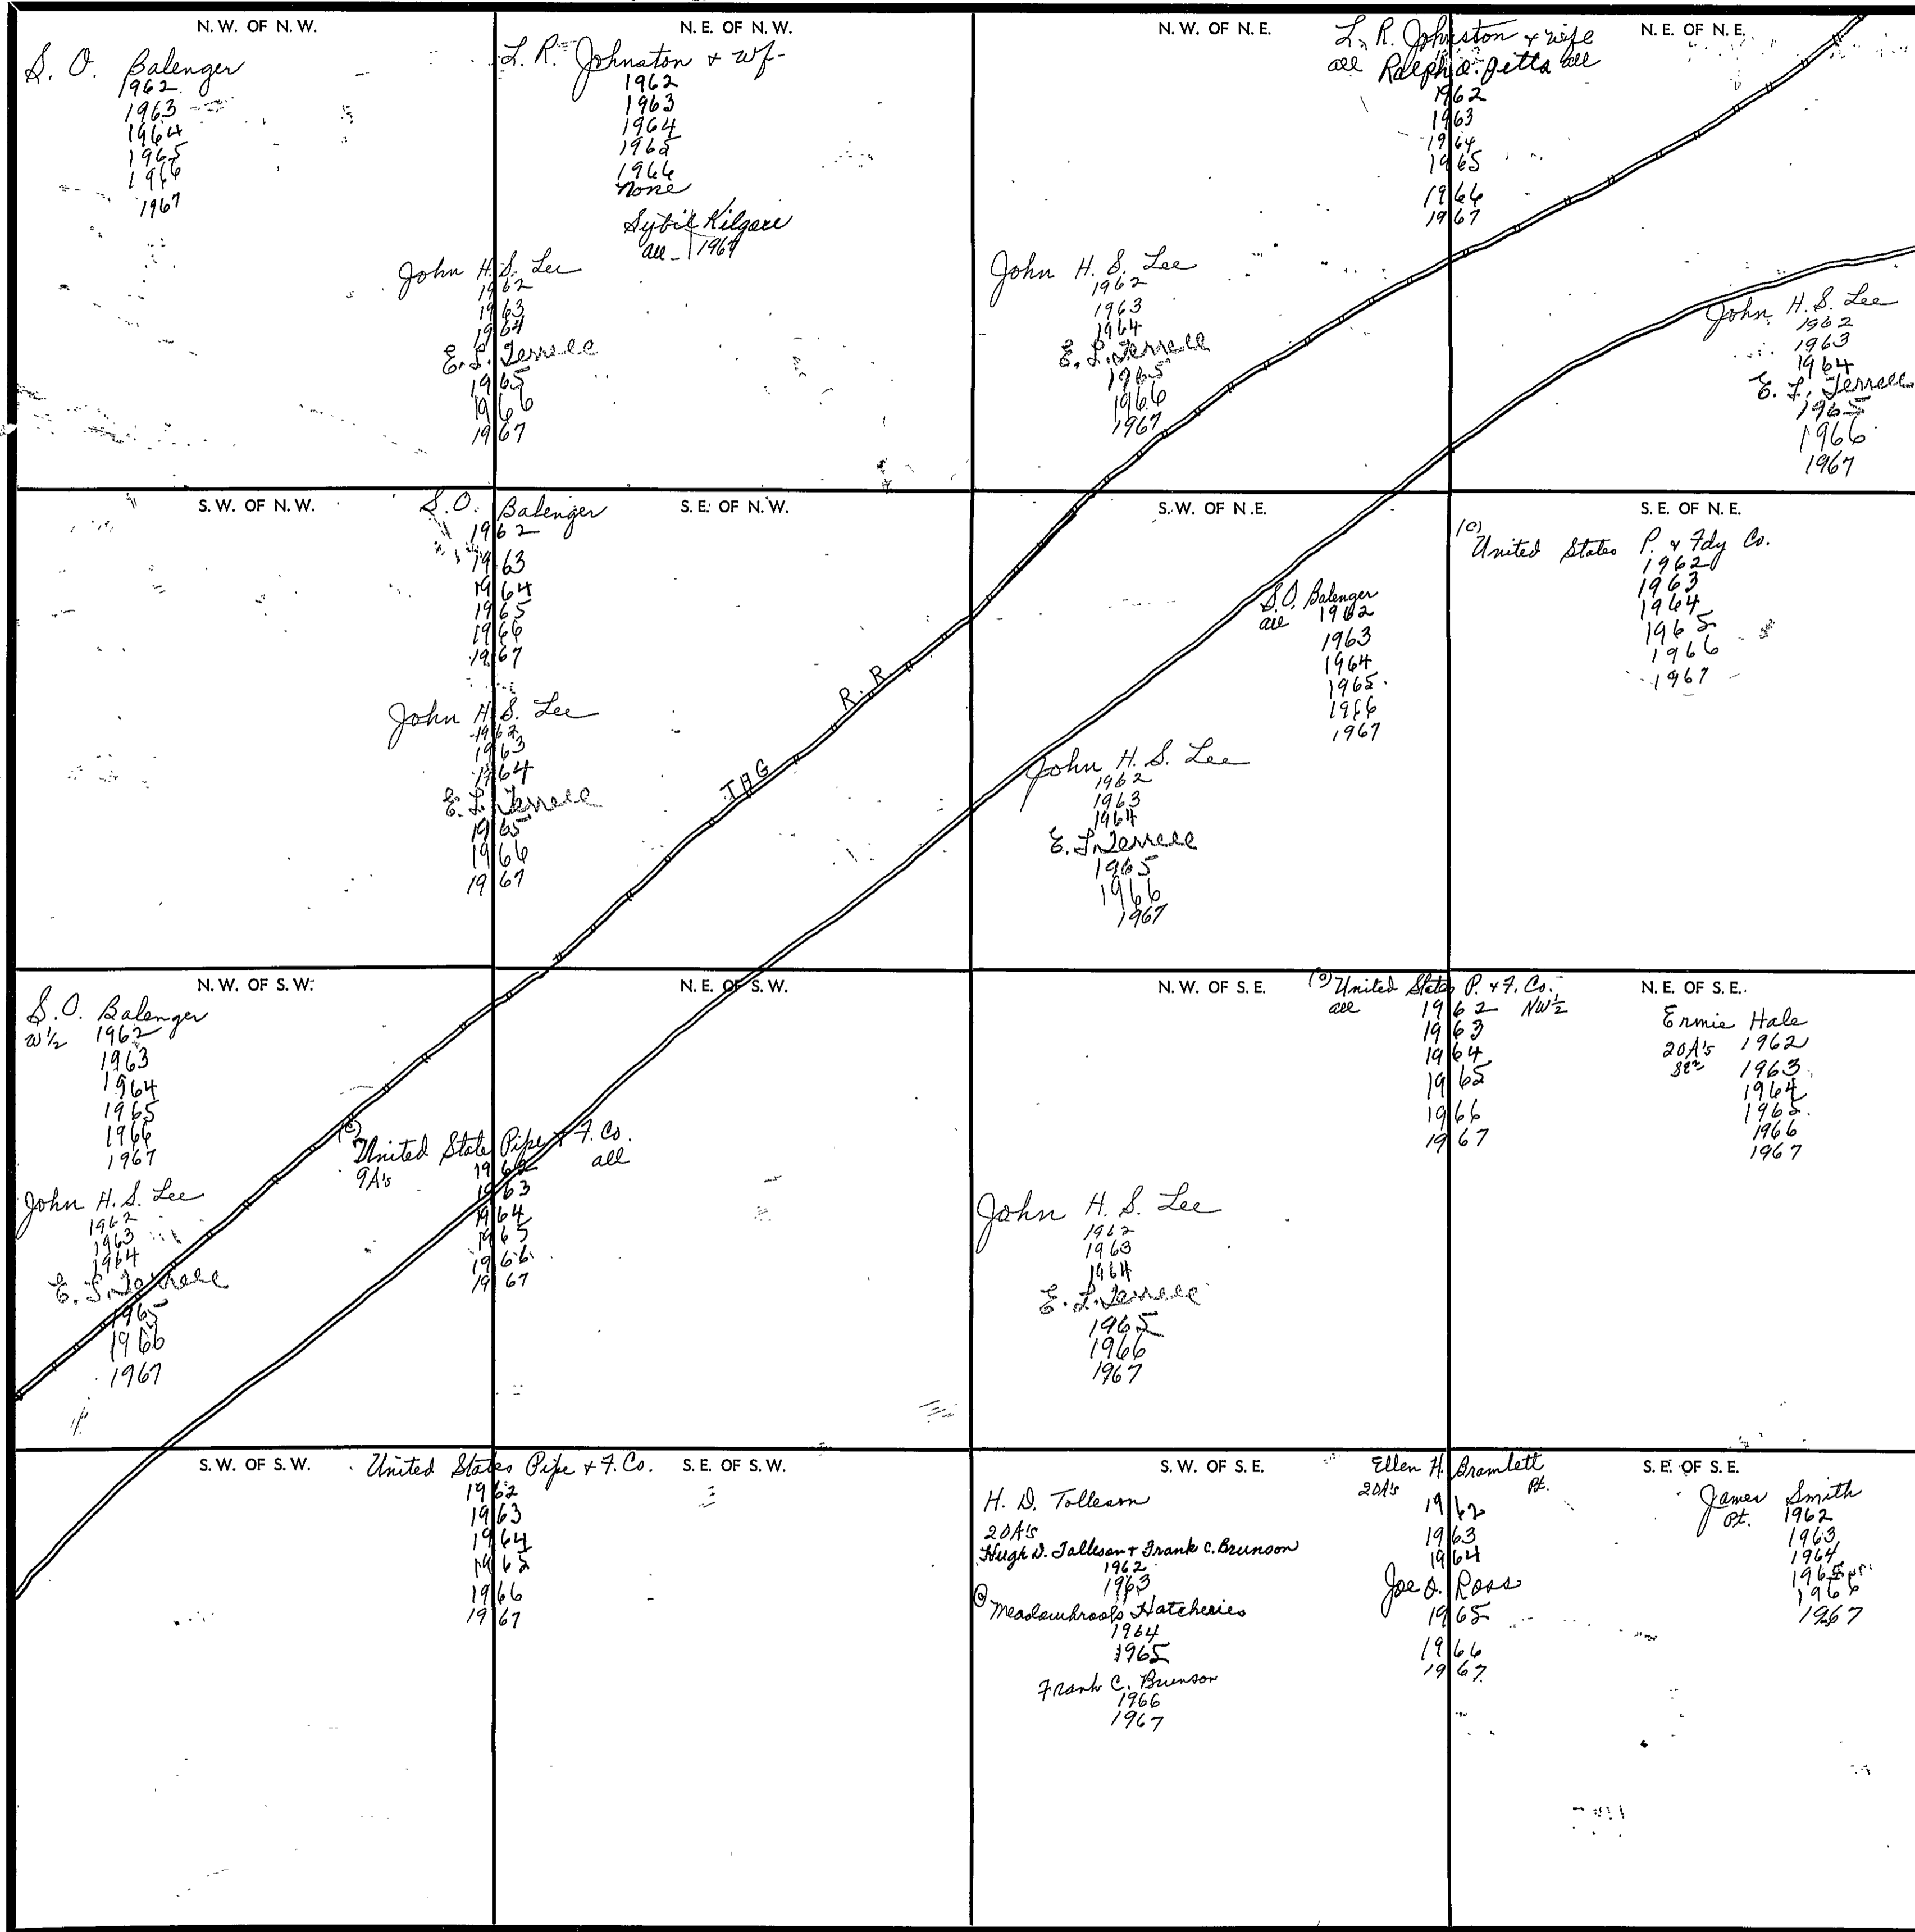 N. W. OF N. W.
S. O. Balenger
1962
1963
1964
1965
1966
1967
N. E. OF N. W.
L. R. Johnston & wf-
1962
1963
1964
1965
1966
None
Sybil Kilgore
all - 1967
John H. S. Lee
1962
1963
1964
E. L. Terrell
1965
1966
1967
N. W. OF N. E.
L. R. Johnston & wife
all Ralph all
1962
1963
1964
1965
1966
1967
John H. S. Lee
1962
1963
1964
E. L. Terrell
1965
1966
1967
N. E. OF N. E.
John H. S. Lee
1962
1963
1964
E. L. Terrell
1965
1966
1967
S. W. OF N. W.
S. O. Balenger
1962
1963
1964
1965
1966
1967
John H. S. Lee
1962
1963
1964
E. L. Terrell
1965
1966
1967
S. E. OF N. W.
TAG R. R.
S. W. OF N. E.
S. O. Balenger
all 1962
1963
1964
1965
1966
1967
John H. S. Lee
1962
1963
1964
E. L. Terrell
1965
1966
1967
S. E. OF N. E.
(C)
United States P. & Fdy Co.
1962
1963
1964
1965
1966
1967
N. W. OF S. W.
S. O. Balenger
W 1/2 1962
1963
1964
1965
1966
1967
John H. S. Lee
1962
1963
1964
E. L. Terrell
1965
1966
1967
N. E. OF S. W.
(C)
United State Pipe & F. Co.
9A's 1962 all
1963
1964
1965
1966
1967
N. W. OF S. E.
(C) United States P. & F. Co.
all 1962 NW 1/2
1963
1964
1965
1966
1967
John H. S. Lee
1962
1963
1964
E. L. Terrell
1965
1966
1967
N. E. OF S. E.
Ermie Hale
20A's 1962
1963
1964
1965
1966
1967
S. W. OF S. W.
United States Pipe & F. Co.
1962
1963
1964
1965
1966
1967
S. E. OF S. W.
S. W. OF S. E.
H. D. Tolleson
20A's
Hugh D. Tolleson & Frank C. Brunson
1962
1963
(C) Meadowbrooks Hatcheries
1964
1965
Frank C. Brunson
1966
1967
Ellen H. Bramlett
20A's Pt.
1962
1963
1964
Joe O. Ross
1965
1966
1967
S. E. OF S. E.
James Smith
Pt. 1962
1963
1964
1965
1966
1967